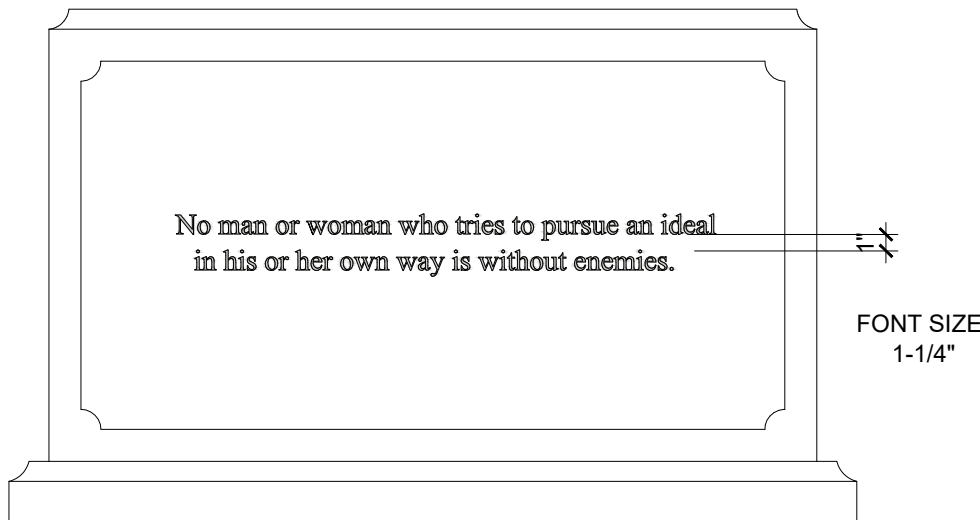 No man or woman who tries to pursue an ideal
in his or her own way is without enemies.
1"
FONT SIZE
1-1/4"